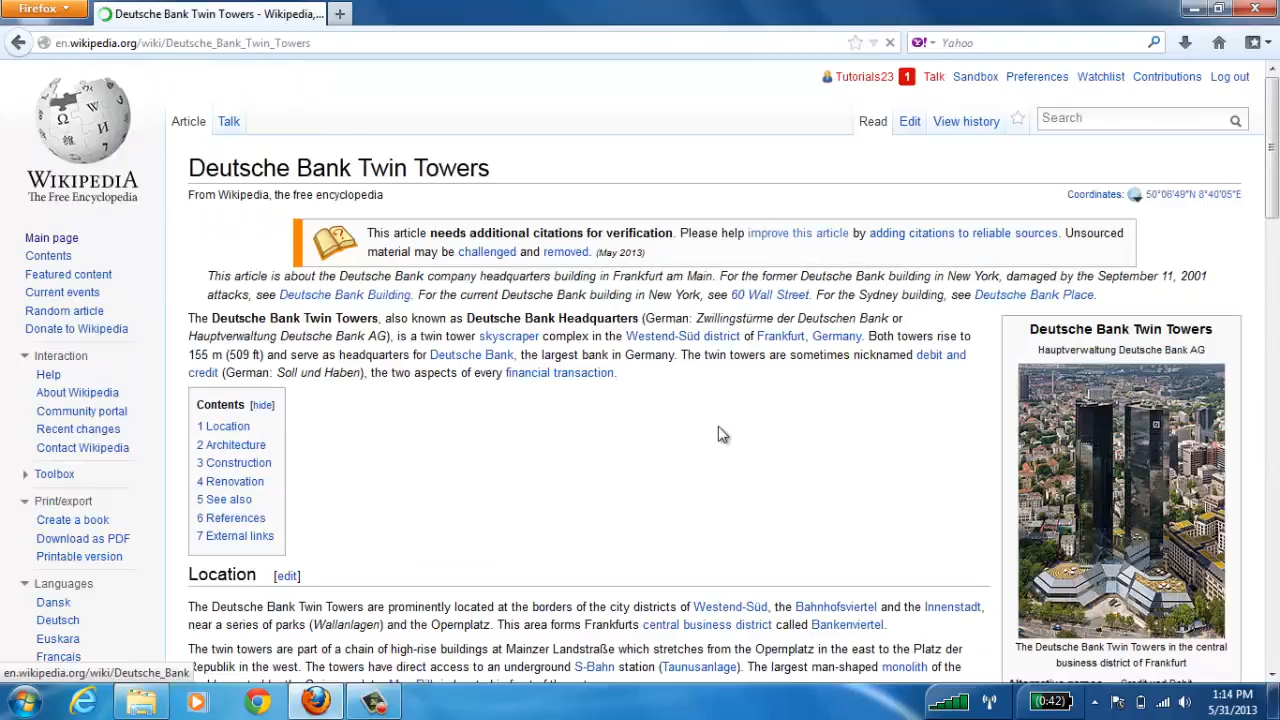 Firefox
Deutsche Bank Twin Towers - Wikipedia,...
en.wikipedia.org/wiki/Deutsche_Bank_Twin_Towers
Yahoo
Tutorials23 1 Talk Sandbox Preferences Watchlist Contributions Log out
Article Talk Read Edit View history Search
WIKIPEDIA
The Free Encyclopedia
Main page
Contents
Featured content
Current events
Random article
Donate to Wikipedia
Interaction
Help
About Wikipedia
Community portal
Recent changes
Contact Wikipedia
Toolbox
Print/export
Create a book
Download as PDF
Printable version
Languages
Dansk
Deutsch
Euskara
Français
Deutsche Bank Twin Towers
From Wikipedia, the free encyclopedia
Coordinates: 50°06′49″N 8°40′05″E
This article needs additional citations for verification. Please help improve this article by adding citations to reliable sources. Unsourced
material may be challenged and removed. (May 2013)
This article is about the Deutsche Bank company headquarters building in Frankfurt am Main. For the former Deutsche Bank building in New York, damaged by the September 11, 2001
attacks, see Deutsche Bank Building. For the current Deutsche Bank building in New York, see 60 Wall Street. For the Sydney building, see Deutsche Bank Place.
The Deutsche Bank Twin Towers, also known as Deutsche Bank Headquarters (German: Zwillingstürme der Deutschen Bank or
Hauptverwaltung Deutsche Bank AG), is a twin tower skyscraper complex in the Westend-Süd district of Frankfurt, Germany. Both towers rise to
155 m (509 ft) and serve as headquarters for Deutsche Bank, the largest bank in Germany. The twin towers are sometimes nicknamed debit and
credit (German: Soll und Haben), the two aspects of every financial transaction.
Contents [hide]
1 Location
2 Architecture
3 Construction
4 Renovation
5 See also
6 References
7 External links
Location [edit]
The Deutsche Bank Twin Towers are prominently located at the borders of the city districts of Westend-Süd, the Bahnhofsviertel and the Innenstadt,
near a series of parks (Wallanlagen) and the Opernplatz. This area forms Frankfurts central business district called Bankenviertel.
The twin towers are part of a chain of high-rise buildings at Mainzer Landstraße which stretches from the Opernplatz in the east to the Platz der
Republik in the west. The towers have direct access to an underground S-Bahn station (Taunusanlage). The largest man-shaped monolith of the
Deutsche Bank Twin Towers
Hauptverwaltung Deutsche Bank AG
The Deutsche Bank Twin Towers in the central
business district of Frankfurt
en.wikipedia.org/wiki/Deutsche_Bank
(0:42)
1:14 PM
5/31/2013